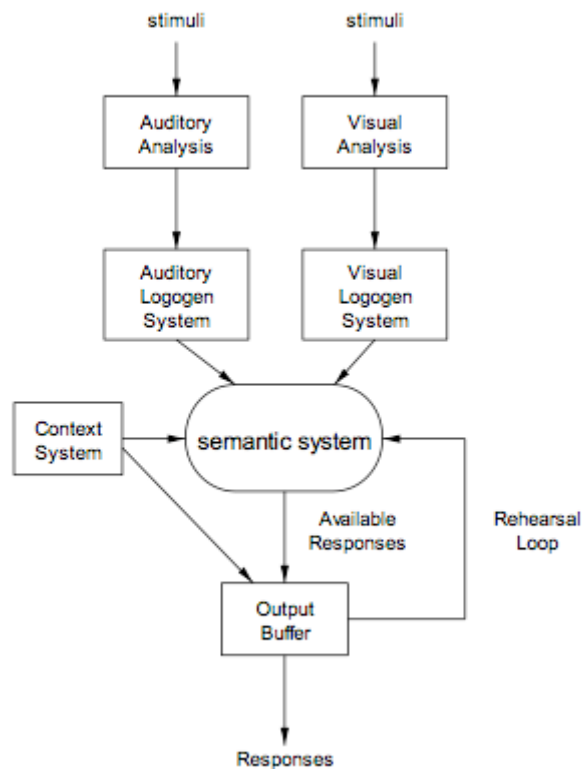 stimuli
stimuli
Auditory
Analysis
Visual
Analysis
Auditory
Logogen
System
Visual
Logogen
System
Context
System
semantic system
Available
Responses
Rehearsal
Loop
Output
Buffer
Responses